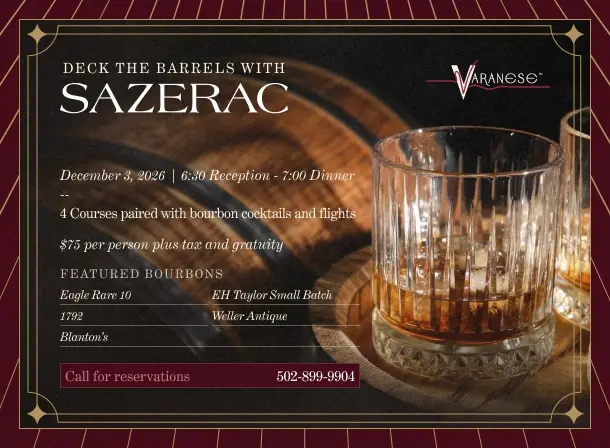 DECK THE BARRELS WITH
SAZERAC
VARANESE™
December 3, 2026 | 6:30 Reception - 7:00 Dinner
--
4 Courses paired with bourbon cocktails and flights
$75 per person plus tax and gratuity
FEATURED BOURBONS
Eagle Rare 10 EH Taylor Small Batch
1792 Weller Antique
Blanton's
Call for reservations 502-899-9904